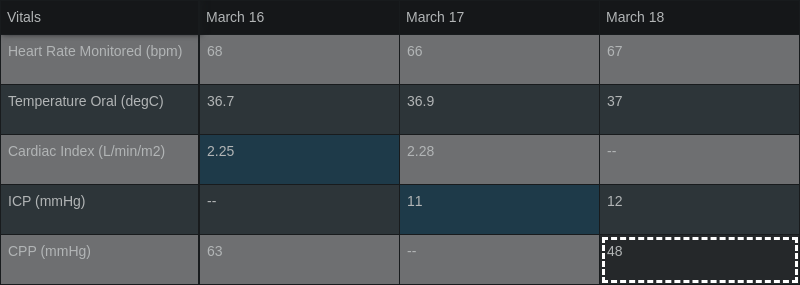 Vitals March 16 March 17 March 18
Heart Rate Monitored (bpm) 68 66 67
Temperature Oral (degC) 36.7 36.9 37
Cardiac Index (L/min/m2) 2.25 2.28 --
ICP (mmHg) -- 11 12
CPP (mmHg) 63 -- 48